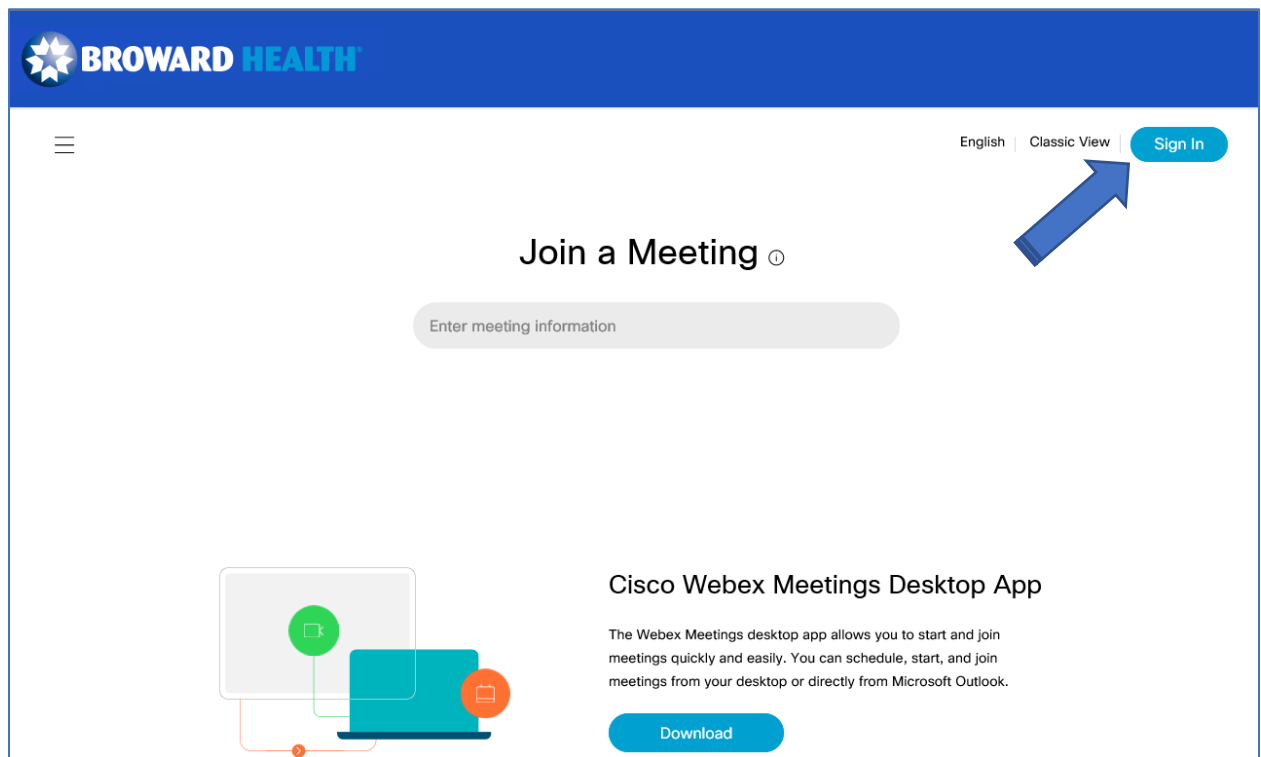 BROWARD HEALTH
English
Classic View
Sign In
Join a Meeting
Enter meeting information
Cisco Webex Meetings Desktop App
The Webex Meetings desktop app allows you to start and join
meetings quickly and easily. You can schedule, start, and join
meetings from your desktop or directly from Microsoft Outlook.
Download